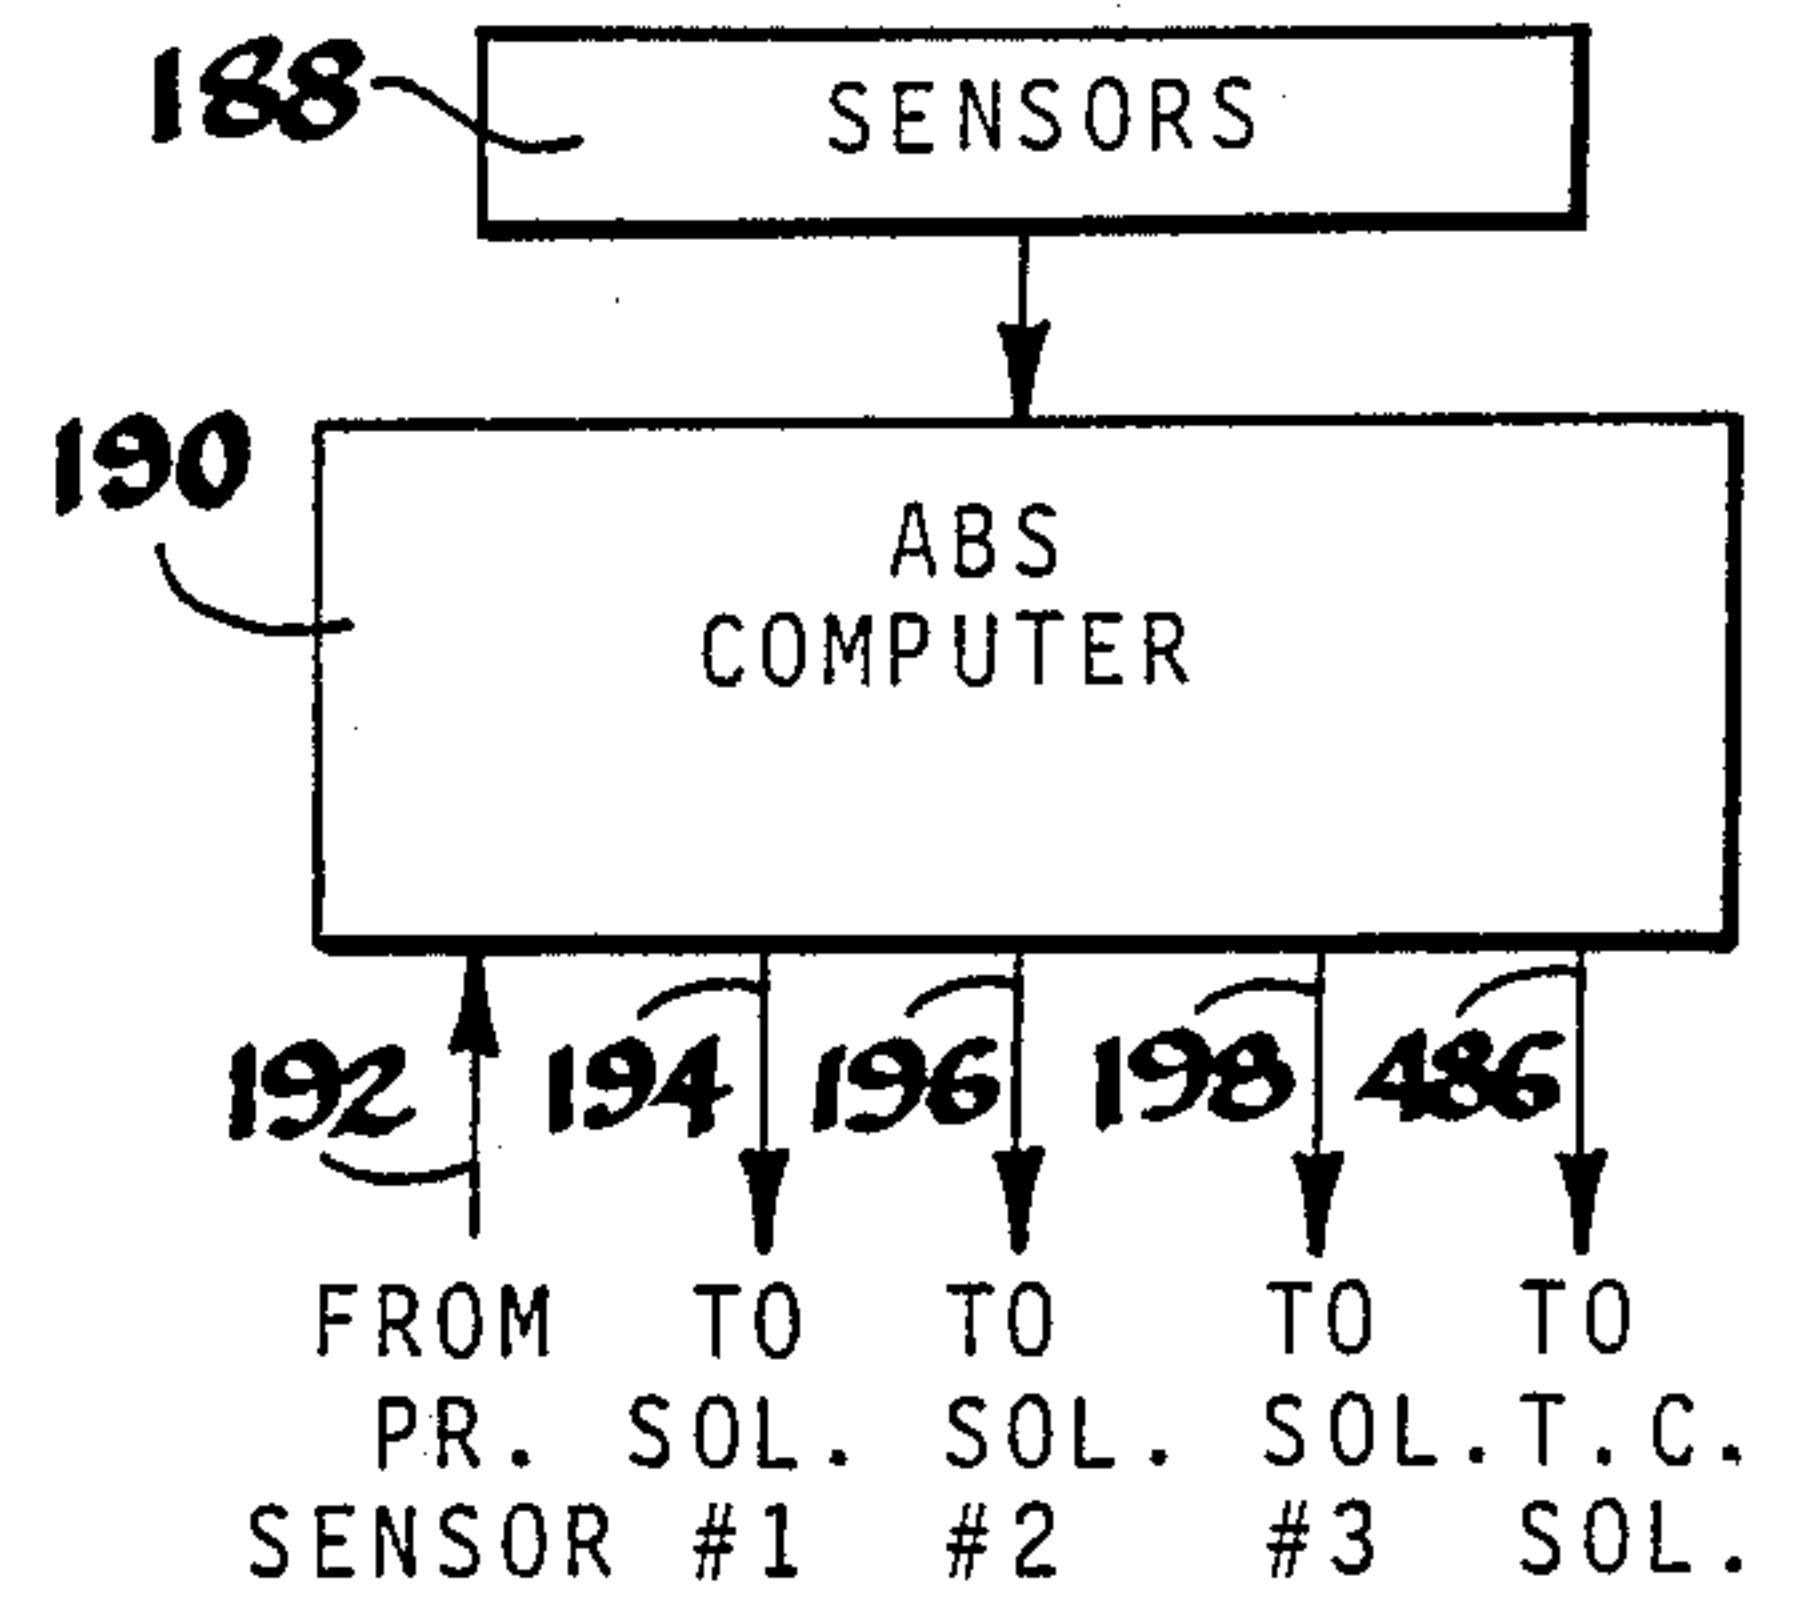 188
SENSORS
190
ABS
COMPUTER
192 194 196 198 486
FROM TO TO TO TO
PR. SOL. SOL. SOL. T.C.
SENSOR #1 #2 #3 SOL.